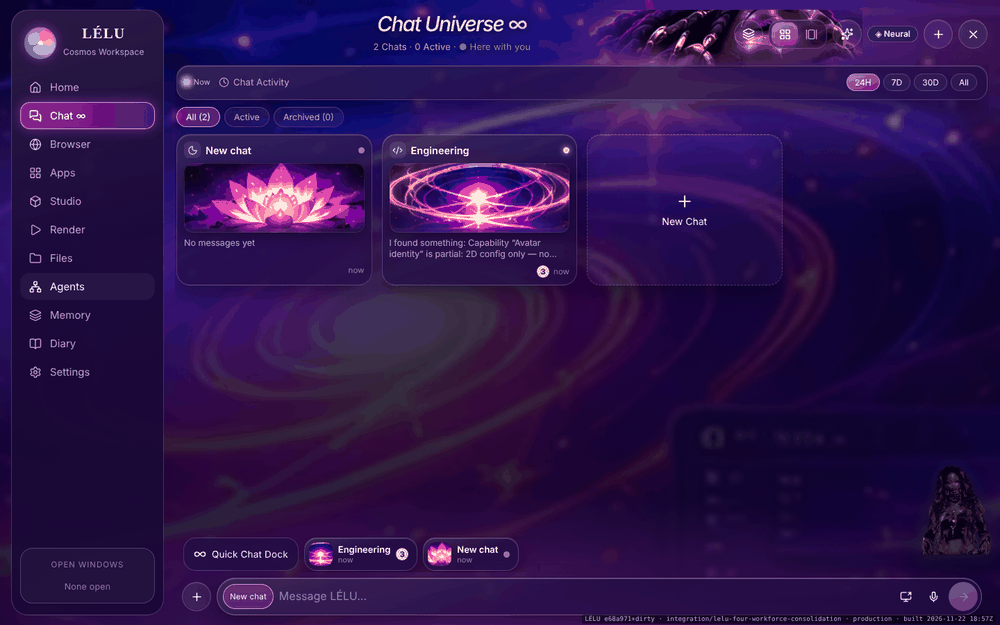 LÉLU
Cosmos Workspace
Home
Chat ∞
Browser
Apps
Studio
Render
Files
Agents
Memory
Diary
Settings
OPEN WINDOWS
None open
Chat Universe ∞
2 Chats · 0 Active · Here with you
Neural
Now
Chat Activity
24H
7D
30D
All
All (2)
Active
Archived (0)
New chat
No messages yet
now
Engineering
I found something: Capability "Avatar
identity" is partial: 2D config only — no...
3 now
New Chat
∞ Quick Chat Dock
Engineering
now
3
New chat
now
New chat
Message LÉLU...
LÉLU e68a971+dirty · integration/lelu-four-workforce-consolidation · production · built 2026-11-22 18:57Z